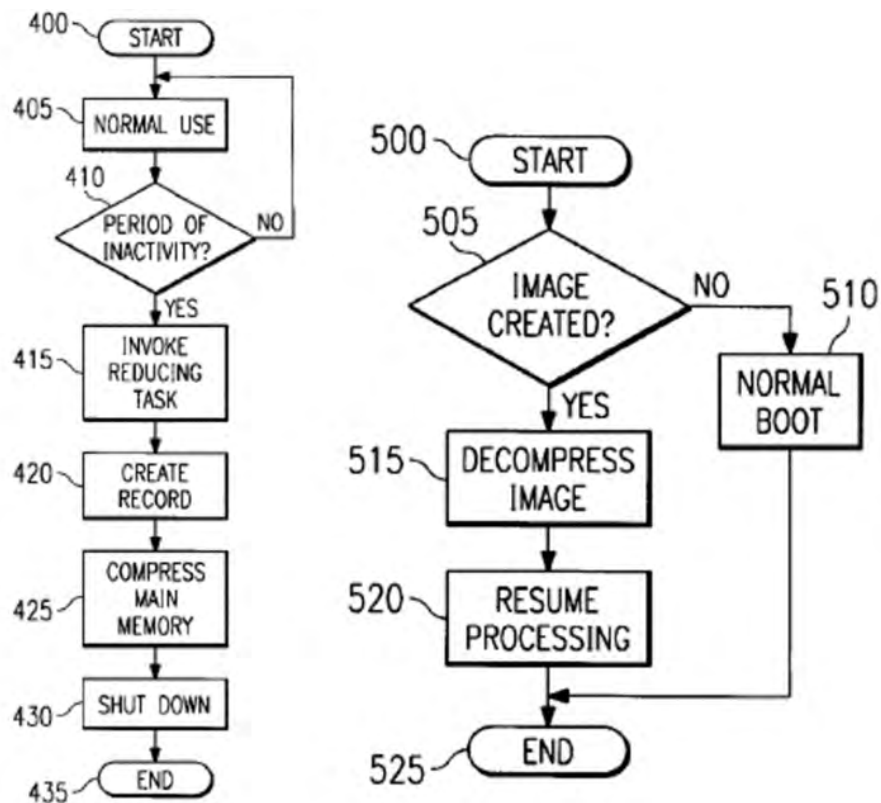 400
START
405
NORMAL USE
410
PERIOD OF
INACTIVITY?
NO
YES
415
INVOKE
REDUCING
TASK
420
CREATE
RECORD
425
COMPRESS
MAIN
MEMORY
430
SHUT DOWN
435
END
500
START
505
IMAGE
CREATED?
NO
510
NORMAL
BOOT
YES
515
DECOMPRESS
IMAGE
520
RESUME
PROCESSING
525
END